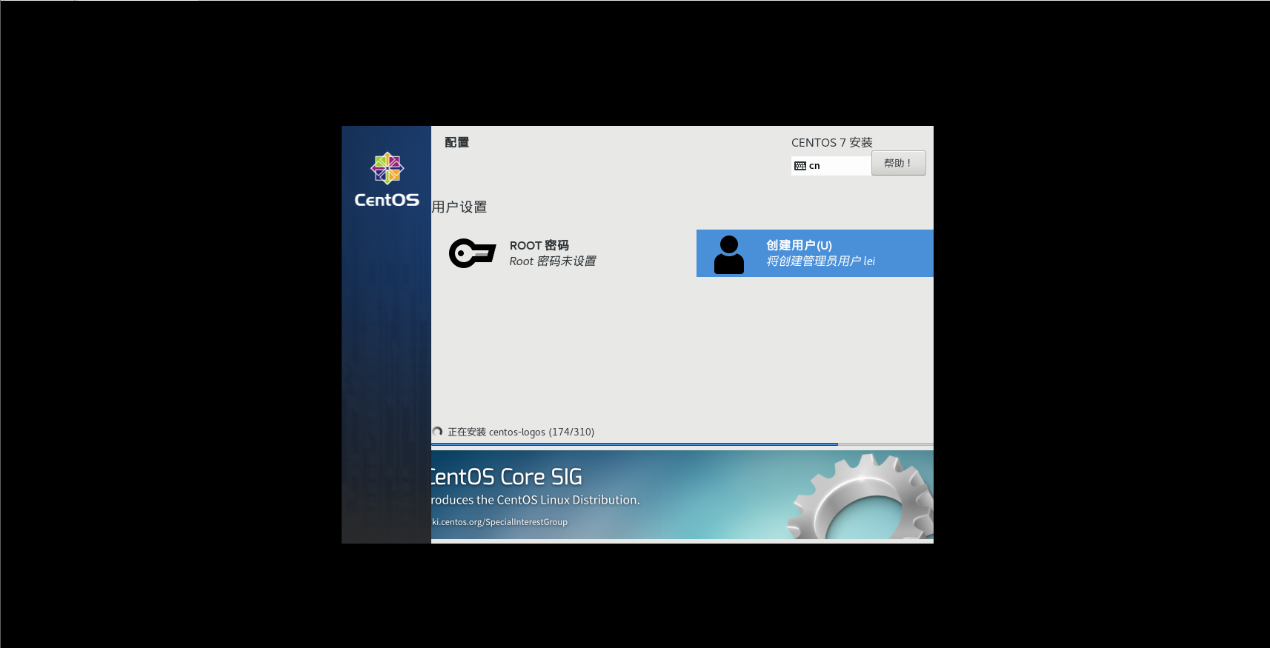 配置
CENTOS 7 安装
cn
帮助！
CentOS
用户设置
ROOT 密码
Root 密码未设置
创建用户(U)
将创建管理员用户 lei
正在安装 centos-logos (174/310)
CentOS Core SIG
roduces the CentOS Linux Distribution.
ki.centos.org/SpecialInterestGroup